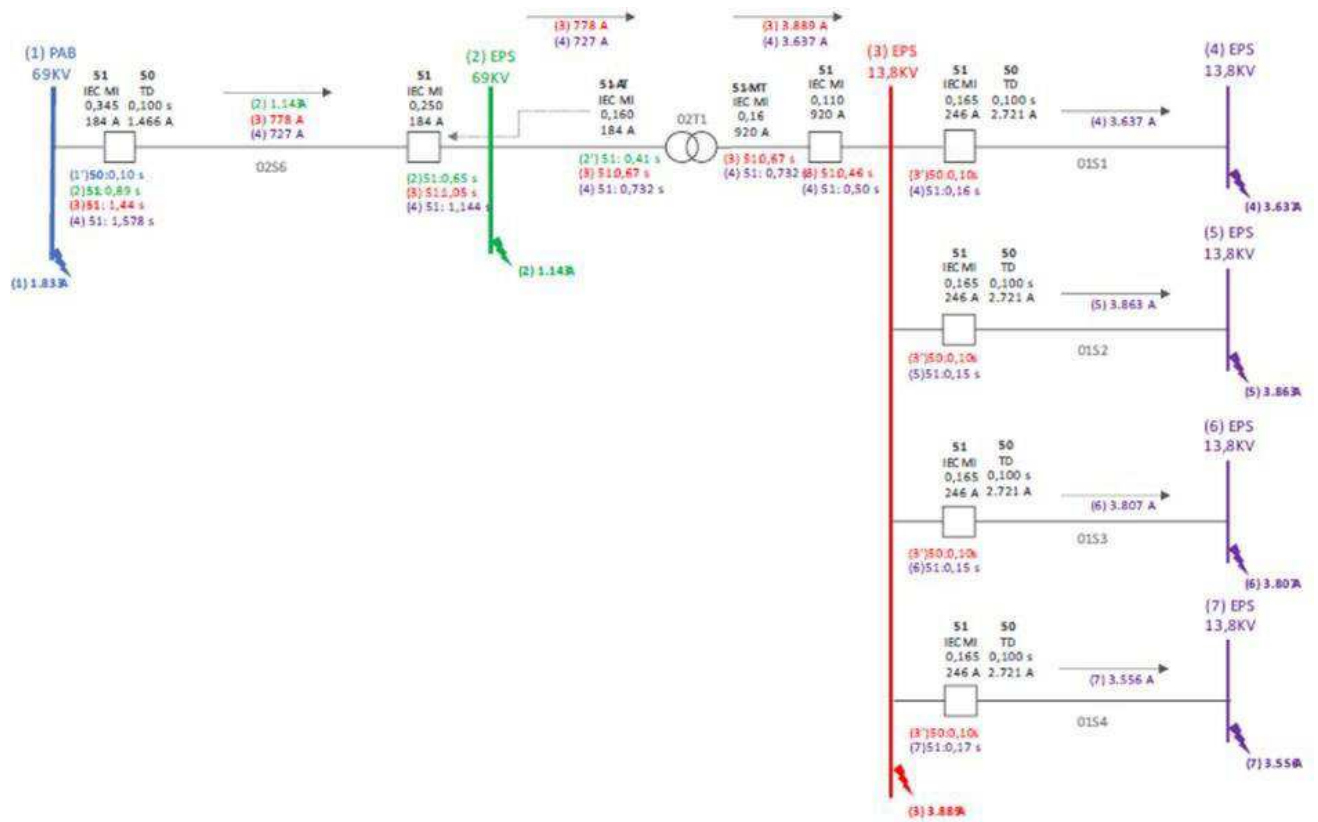 (3) 778 A
(4) 727 A
(3) 3.889 A
(4) 3.637 A
(1) PAB
69KV
51
IEC MI
0,345
184 A
50
TD
0,100 s
1.466 A
(2) 1.143A
(3) 778 A
(4) 727 A
02S6
(1')50:0,10 s
(2)51:0,89 s
(3)51: 1,44 s
(4) 51: 1,578 s
(1) 1.833A
51
IEC MI
0,250
184 A
(2) EPS
69KV
(2)51:0,65 s
(3) 511,05 s
(4) 51: 1,144 s
(2) 1.143A
51-AT
IEC MI
0,160
184 A
(2') 51: 0,41 s
(3) 510,67 s
(4) 51: 0,732 s
02T1
51-MT
IEC MI
0,16
920 A
(3) 510,67 s
(4) 51: 0,732
51
IEC MI
0,110
920 A
(3) 510,46 s
(4) 51: 0,50 s
(3) EPS
13,8KV
(3) 3.889A
51
IEC MI
0,165
246 A
50
TD
0,100 s
2.721 A
(4) 3.637 A
01S1
(3')50:0,10s
(4)51:0,16 s
(4) EPS
13,8KV
(4) 3.637A
51
IEC MI
0,165
246 A
50
TD
0,100 s
2.721 A
(5) 3.863 A
01S2
(3')50:0,10s
(5)51:0,15 s
(5) EPS
13,8KV
(5) 3.863A
51
IEC MI
0,165
246 A
50
TD
0,100 s
2.721 A
(6) 3.807 A
01S3
(3')50:0,10s
(6)51:0,15 s
(6) EPS
13,8KV
(6) 3.807A
51
IEC MI
0,165
246 A
50
TD
0,100 s
2.721 A
(7) 3.556 A
01S4
(3')50:0,10s
(7)51:0,17 s
(7) EPS
13,8KV
(7) 3.556A